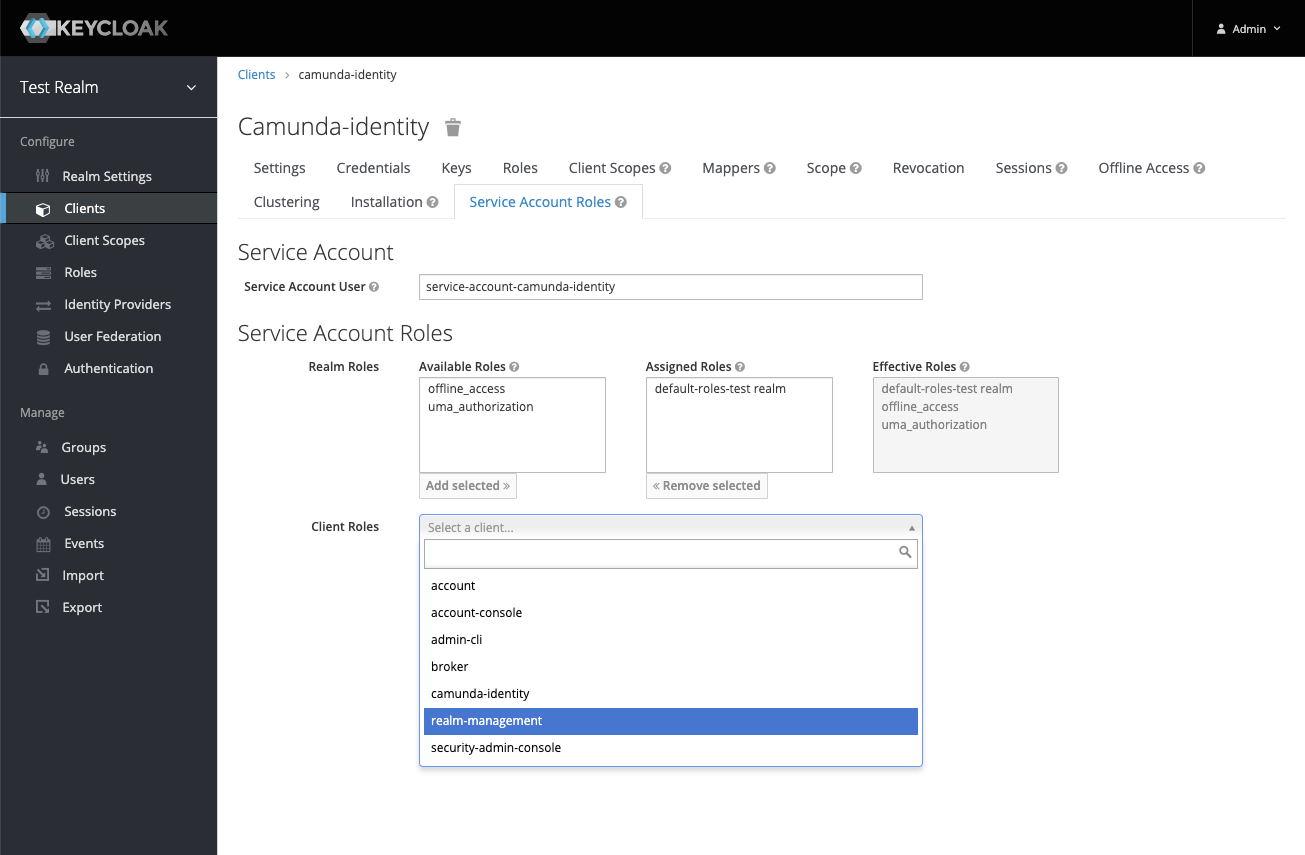 KEYCLOAK
Admin
Test Realm
Clients › camunda-identity
Camunda-identity
Configure
Settings Credentials Keys Roles Client Scopes Mappers Scope Revocation Sessions Offline Access
Realm Settings
Clients
Clustering Installation Service Account Roles
Client Scopes
Service Account
Roles
Service Account User service-account-camunda-identity
Identity Providers
Service Account Roles
User Federation
Authentication
Realm Roles Available Roles Assigned Roles Effective Roles
offline_access default-roles-test realm default-roles-test realm
uma_authorization offline_access
uma_authorization
Manage
Groups
Users
Add selected » « Remove selected
Sessions
Client Roles Select a client...
Events
Import
Export
account
account-console
admin-cli
broker
camunda-identity
realm-management
security-admin-console